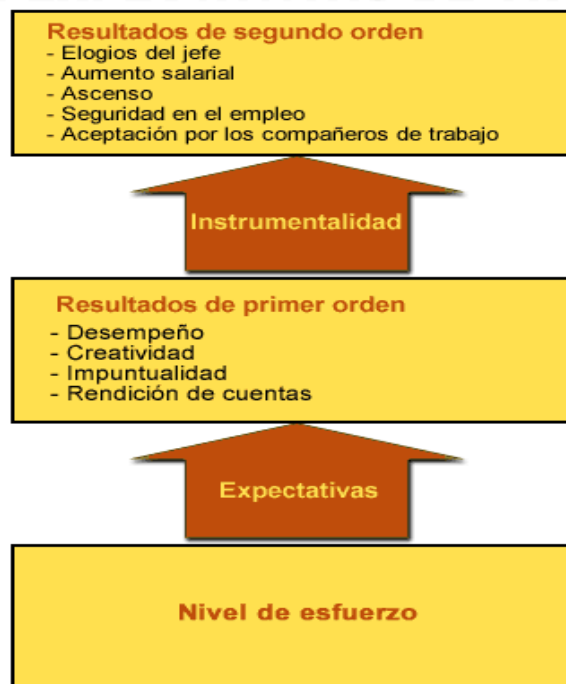 Resultados de segundo orden
- Elogios del jefe
- Aumento salarial
- Ascenso
- Seguridad en el empleo
- Aceptación por los compañeros de trabajo
Instrumentalidad
Resultados de primer orden
- Desempeño
- Creatividad
- Impuntualidad
- Rendición de cuentas
Expectativas
Nivel de esfuerzo